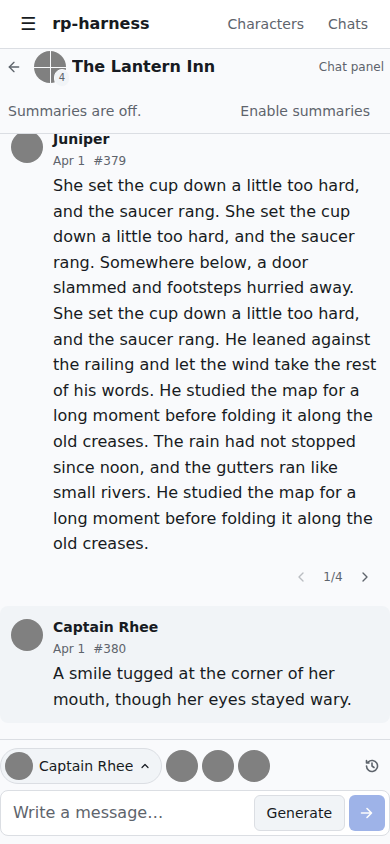 ☰ rp-harness Characters Chats
← 4 The Lantern Inn Chat panel
Summaries are off. Enable summaries
Juniper
Apr 1 #379
She set the cup down a little too hard,
and the saucer rang. She set the cup
down a little too hard, and the saucer
rang. Somewhere below, a door
slammed and footsteps hurried away.
She set the cup down a little too hard,
and the saucer rang. He leaned against
the railing and let the wind take the rest
of his words. He studied the map for a
long moment before folding it along the
old creases. The rain had not stopped
since noon, and the gutters ran like
small rivers. He studied the map for a
long moment before folding it along the
old creases.
1/4
Captain Rhee
Apr 1 #380
A smile tugged at the corner of her
mouth, though her eyes stayed wary.
Captain Rhee
Write a message… Generate